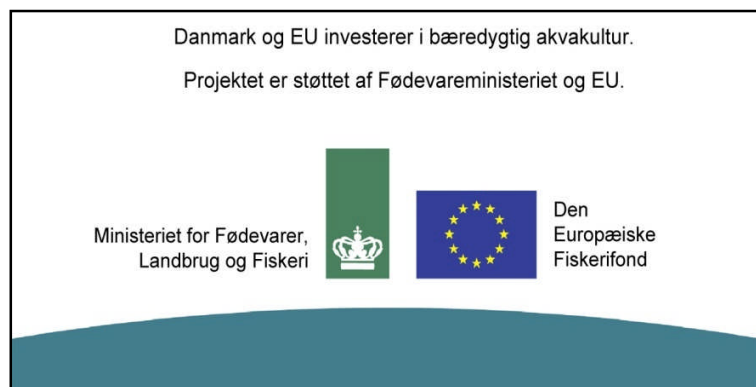 Danmark og EU investerer i bæredygtig akvakultur.
Projektet er støttet af Fødevareministeriet og EU.
Ministeriet for Fødevarer,
Landbrug og Fiskeri
Den
Europæiske
Fiskerifond